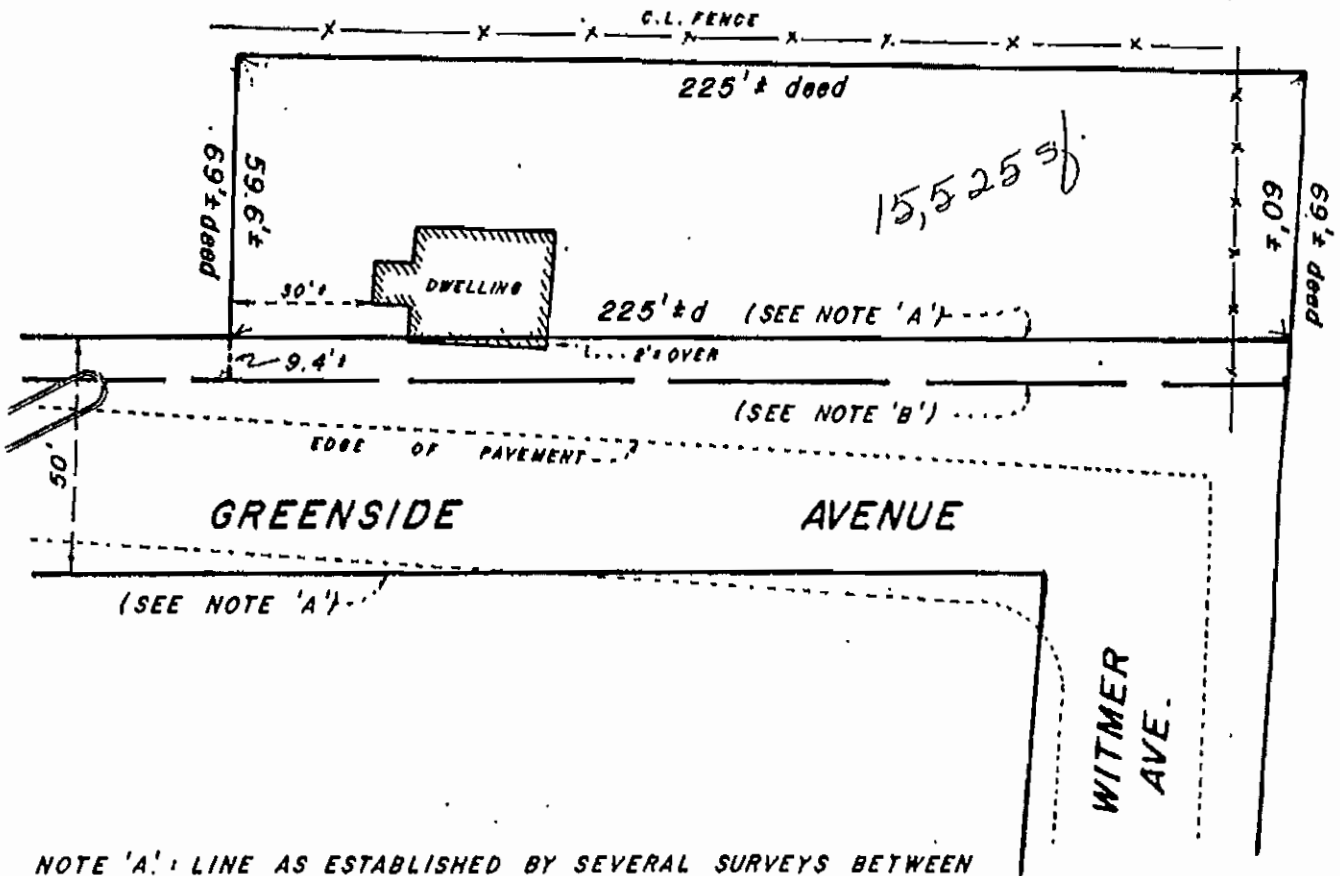 C.L. FENCE
225'± deed
15,525 sf
69'± deed
59.6'±
60'±
69'± deed
30'±
DWELLING
225'± d (SEE NOTE 'A')
2'± OVER
9.4'±
(SEE NOTE 'B')
EDGE OF PAVEMENT
50'
GREENSIDE AVENUE
(SEE NOTE 'A')
WITMER
AVE.
NOTE 'A': LINE AS ESTABLISHED BY SEVERAL SURVEYS BETWEEN